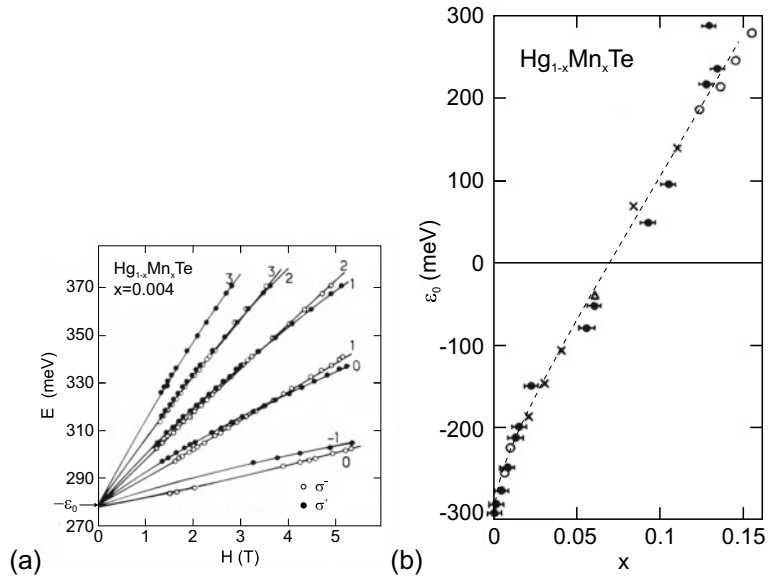 Hg1-xMnxTe
x=0.004
E (meV)
370
350
330
310
290
270
−ε0
0
1
2
3
4
5
H (T)
3
3
2
2
1
1
0
−1
0
○ σ−
● σ+
(a)
Hg1-xMnxTe
ε0 (meV)
300
200
100
0
-100
-200
-300
0
0.05
0.1
0.15
x
(b)